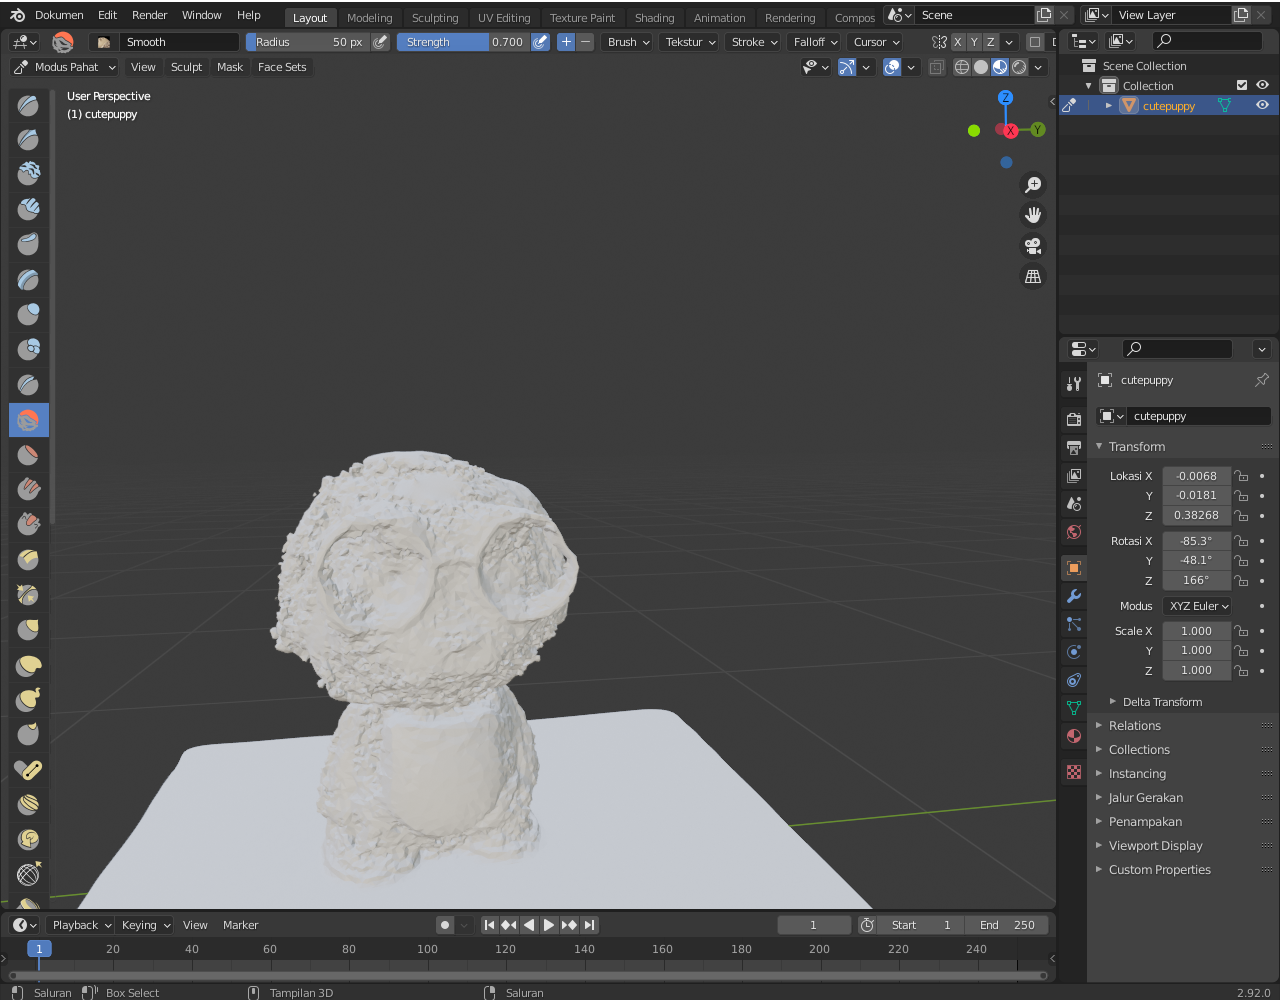 Dokumen Edit Render Window Help Layout Modeling Sculpting UV Editing Texture Paint Shading Animation Rendering Compos Scene View Layer
Smooth Radius 50 px Strength 0.700 Brush Tekstur Stroke Falloff Cursor X Y Z
Modus Pahat View Sculpt Mask Face Sets
User Perspective
(1) cutepuppy
Z
X
Y
Scene Collection
Collection
cutepuppy
cutepuppy
cutepuppy
Transform
Lokasi X -0.0068
Y -0.0181
Z 0.38268
Rotasi X -85.3°
Y -48.1°
Z 166°
Modus XYZ Euler
Scale X 1.000
Y 1.000
Z 1.000
Delta Transform
Relations
Collections
Instancing
Jalur Gerakan
Penampakan
Viewport Display
Custom Properties
Playback Keying View Marker 1 Start 1 End 250
1 20 40 60 80 100 120 140 160 180 200 220 240
Saluran Box Select Tampilan 3D Saluran 2.92.0